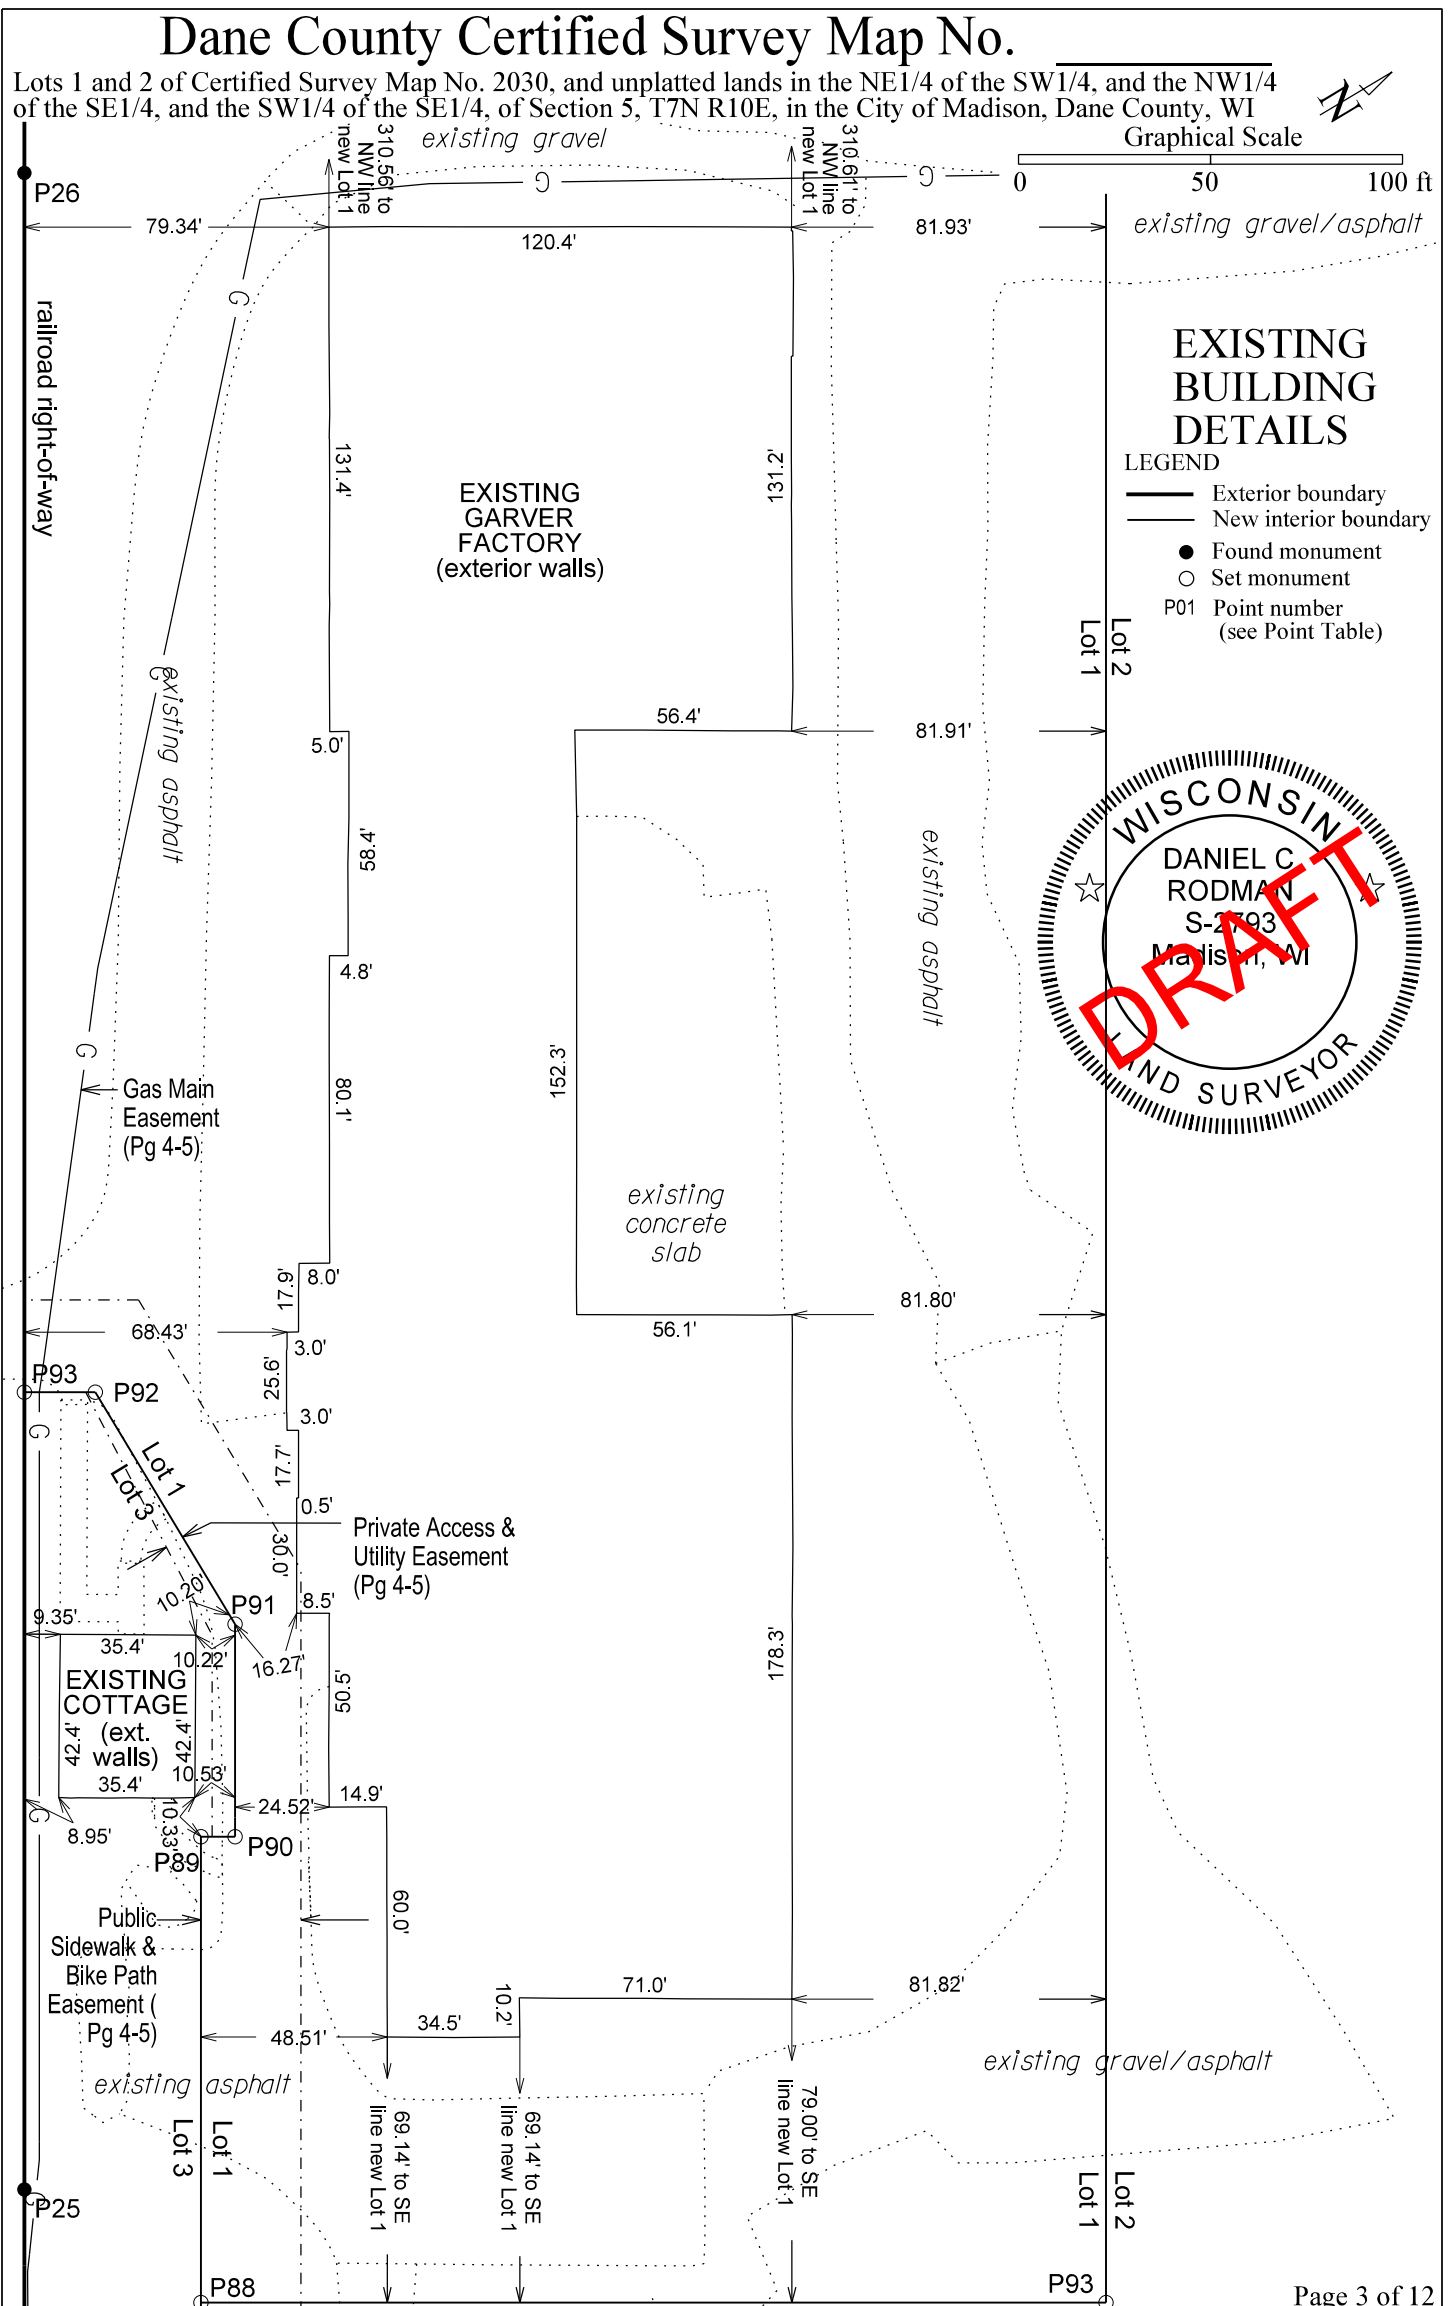 Dane County Certified Survey Map No.
Lots 1 and 2 of Certified Survey Map No. 2030, and unplatted lands in the NE1/4 of the SW1/4, and the NW1/4
of the SE1/4, and the SW1/4 of the SE1/4, of Section 5, T7N R10E, in the City of Madison, Dane County, WI
N
Graphical Scale
0 50 100 ft
existing gravel
310.56' to
NW line
new Lot 1
310.61' to
NW line
new Lot 1
G
G
P26
79.34'
120.4'
81.93'
existing gravel/asphalt
G
railroad right-of-way
EXISTING
BUILDING
DETAILS
LEGEND
Exterior boundary
New interior boundary
Found monument
Set monument
P01 Point number
(see Point Table)
131.4'
EXISTING
GARVER
FACTORY
(exterior walls)
131.2'
Lot 2
Lot 1
G
existing asphalt
5.0'
56.4'
81.91'
58.4'
existing asphalt
WISCONSIN
DANIEL C
RODMAN
S-2793
Madison, WI
LAND SURVEYOR
DRAFT
4.8'
G
Gas Main
Easement
(Pg 4-5)
80.1'
152.3'
existing
concrete
slab
17.9'
8.0'
68.43'
3.0'
56.1'
81.80'
P93
P92
25.6'
3.0'
G
Lot 1
Lot 3
17.7'
0.5'
30.0'
Private Access &
Utility Easement
(Pg 4-5)
10.20'
P91
8.5'
9.35'
35.4'
10.22'
16.27'
EXISTING
COTTAGE
(ext.
walls)
42.4'
42.4'
50.5'
178.3'
35.4'
10.53'
24.52'
14.9'
G
8.95'
10.33'
P89
P90
Public
Sidewalk &
Bike Path
Easement (
Pg 4-5)
60.0'
10.2'
71.0'
81.82'
48.51'
34.5'
existing gravel/asphalt
existing asphalt
Lot 1
Lot 3
69.14' to SE
line new Lot 1
69.14' to SE
line new Lot 1
79.00' to SE
line new Lot 1
Lot 2
Lot 1
P25
G
P88
P93
Page 3 of 12